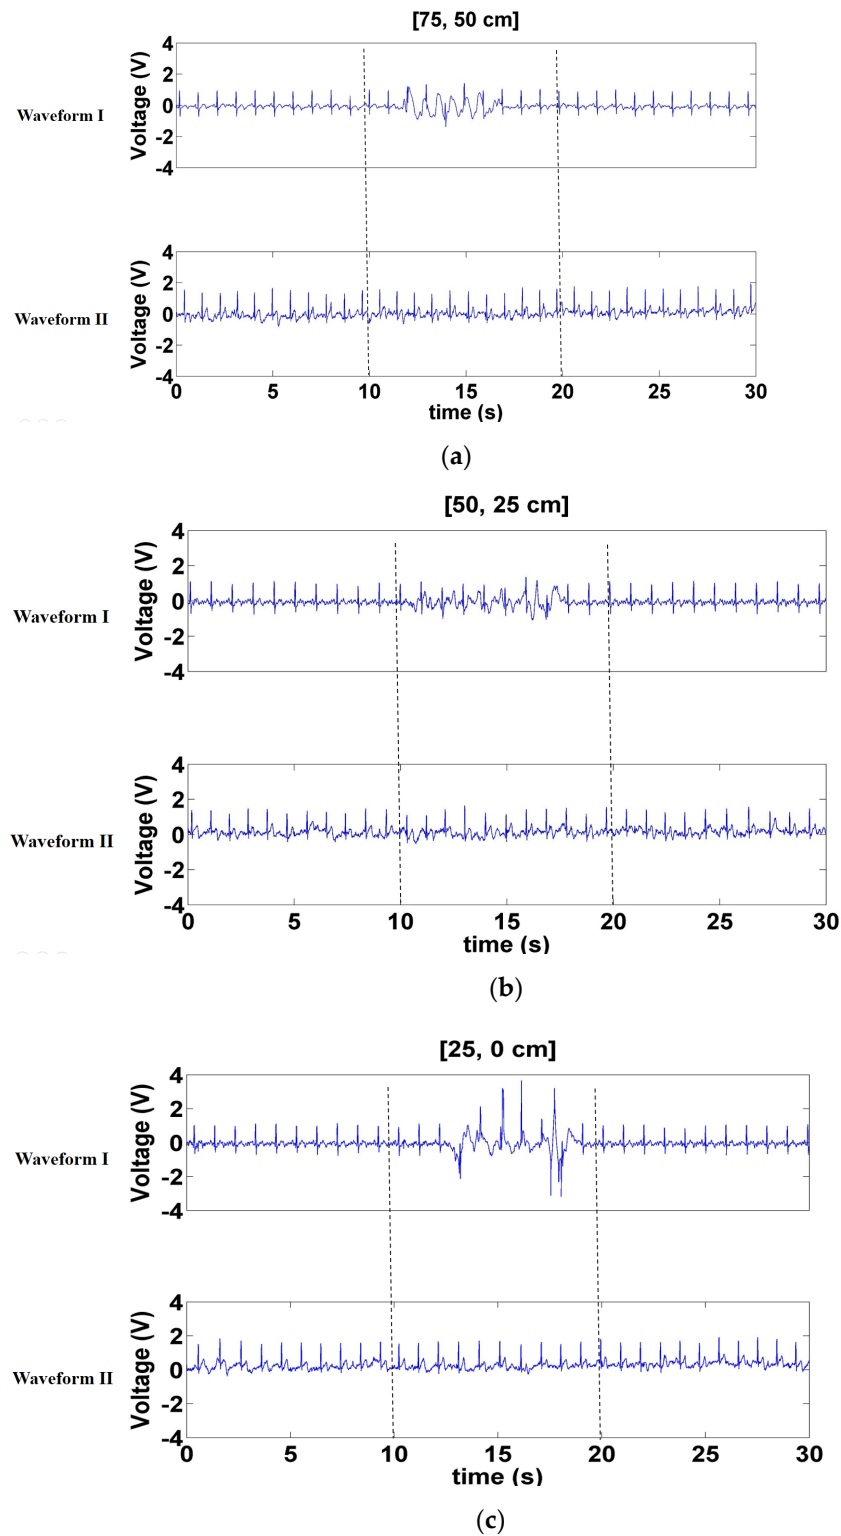 [75, 50 cm]
4
2
0
-2
-4
Voltage (V)
Waveform I
4
2
0
-2
-4
Voltage (V)
Waveform II
0 5 10 15 20 25 30
time (s)
(a)
[50, 25 cm]
4
2
0
-2
-4
Voltage (V)
Waveform I
4
2
0
-2
-4
Voltage (V)
Waveform II
0 5 10 15 20 25 30
time (s)
(b)
[25, 0 cm]
4
2
0
-2
-4
Voltage (V)
Waveform I
4
2
0
-2
-4
Voltage (V)
Waveform II
0 5 10 15 20 25 30
time (s)
(c)